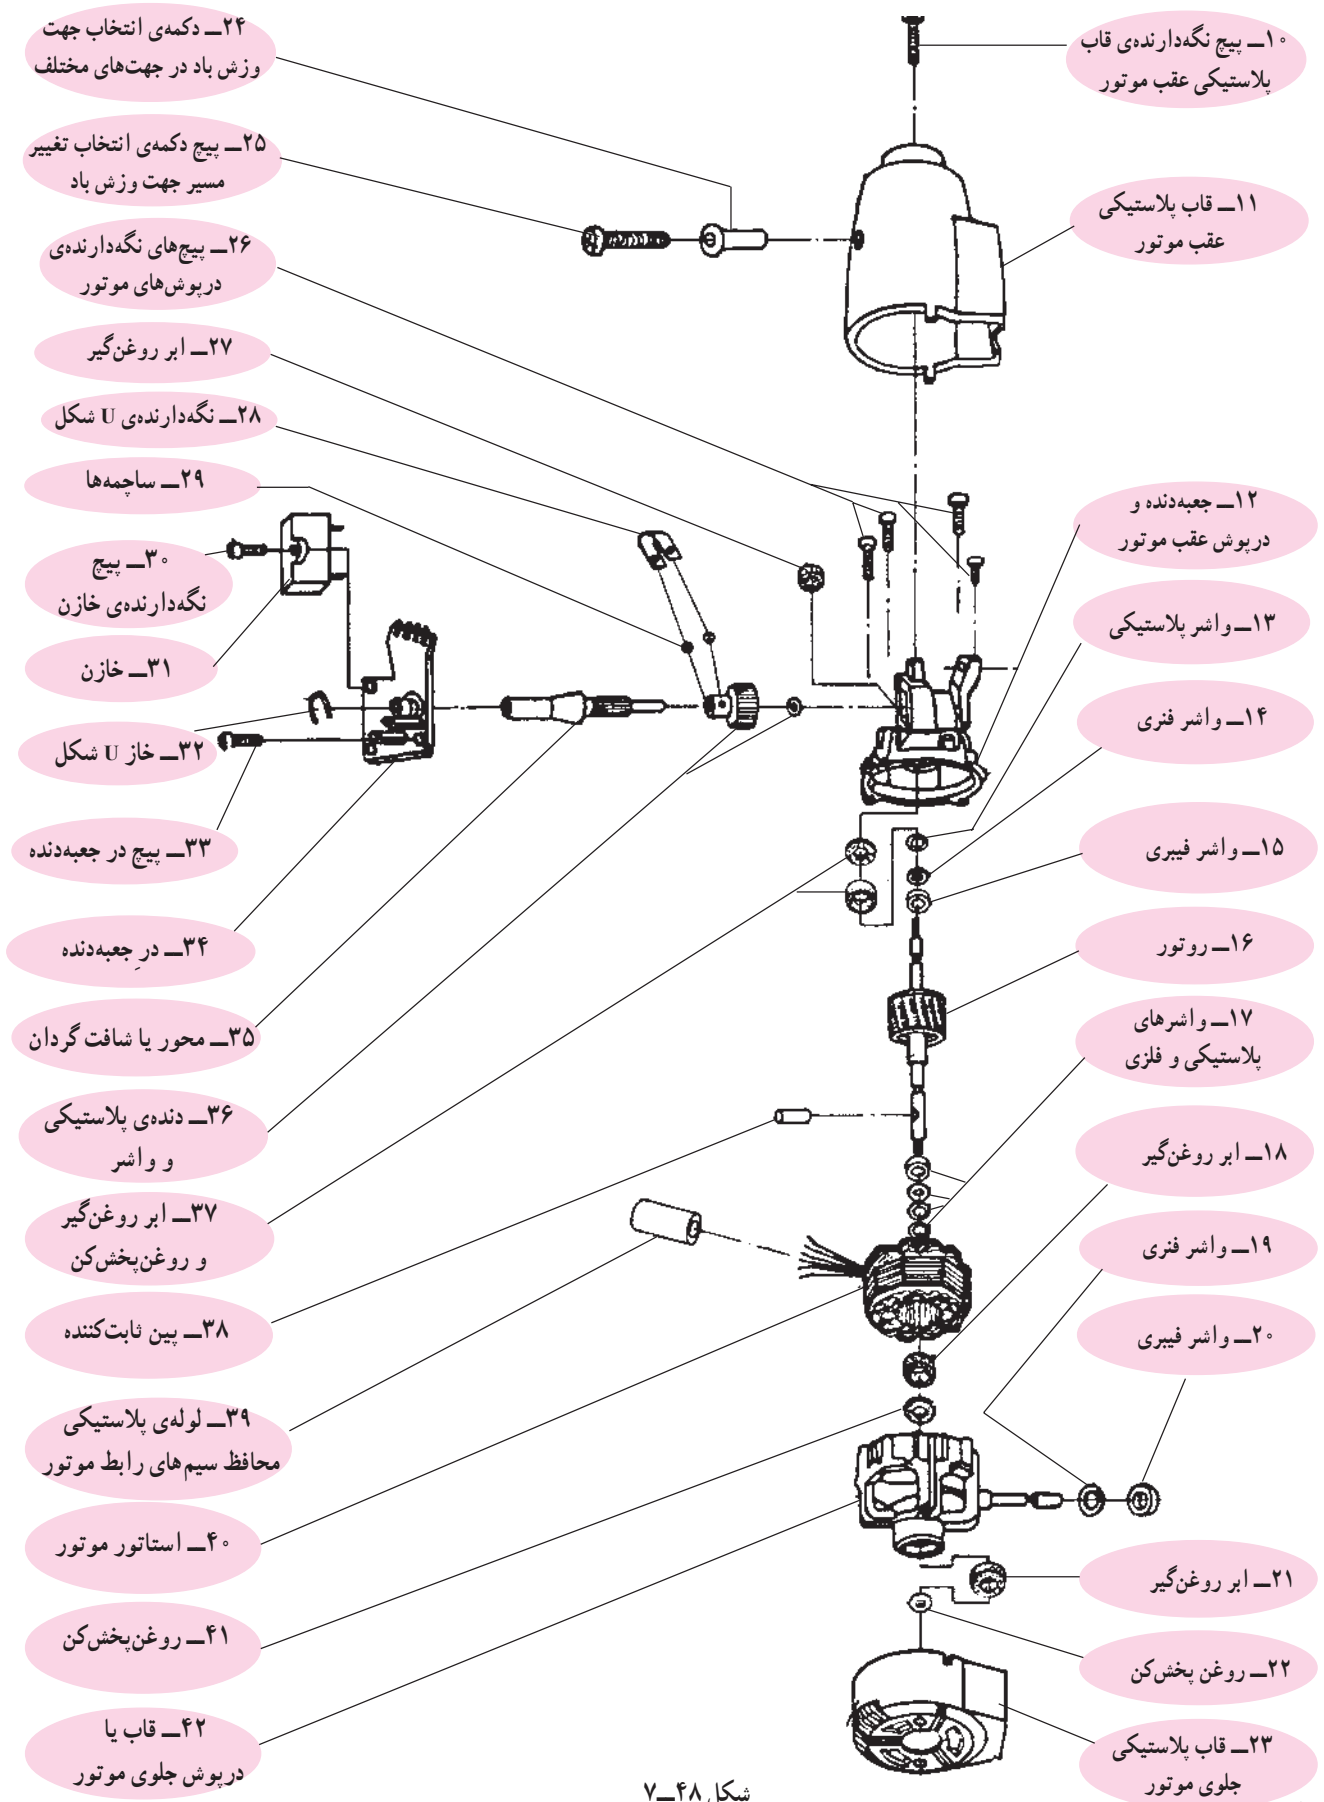 ۱۰ــ پیچ نگه‌دارنده‌ی قاب
پلاستیکی عقب موتور
۱۱ــ قاب پلاستیکی
عقب موتور
۱۲ــ جعبه‌دنده و
درپوش عقب موتور
۱۳ــ واشر پلاستیکی
۱۴ــ واشر فنری
۱۵ــ واشر فیبری
۱۶ــ روتور
۱۷ــ واشرهای
پلاستیکی و فلزی
۱۸ــ ابر روغن‌گیر
۱۹ــ واشر فنری
۲۰ــ واشر فیبری
۲۱ــ ابر روغن‌گیر
۲۲ــ روغن پخش‌کن
۲۳ــ قاب پلاستیکی
جلوی موتور
۲۴ــ دکمه‌ی انتخاب جهت
وزش باد در جهت‌های مختلف
۲۵ــ پیچ دکمه‌ی انتخاب تغییر
مسیر جهت وزش باد
۲۶ــ پیچ‌های نگه‌دارنده‌ی
درپوش‌های موتور
۲۷ــ ابر روغن‌گیر
۲۸ــ نگه‌دارنده‌ی U شکل
۲۹ــ ساچمه‌ها
۳۰ــ پیچ
نگه‌دارنده‌ی خازن
۳۱ــ خازن
۳۲ــ خاز U شکل
۳۳ــ پیچ در جعبه‌دنده
۳۴ــ درِ جعبه‌دنده
۳۵ــ محور یا شافت گردان
۳۶ــ دنده‌ی پلاستیکی
و واشر
۳۷ــ ابر روغن‌گیر
و روغن‌پخش‌کن
۳۸ــ پین ثابت‌کننده
۳۹ــ لوله‌ی پلاستیکی
محافظ سیم‌های رابط موتور
۴۰ــ استاتور موتور
۴۱ــ روغن‌پخش‌کن
۴۲ــ قاب یا
درپوش جلوی موتور
شکل ۴۸ــ۷